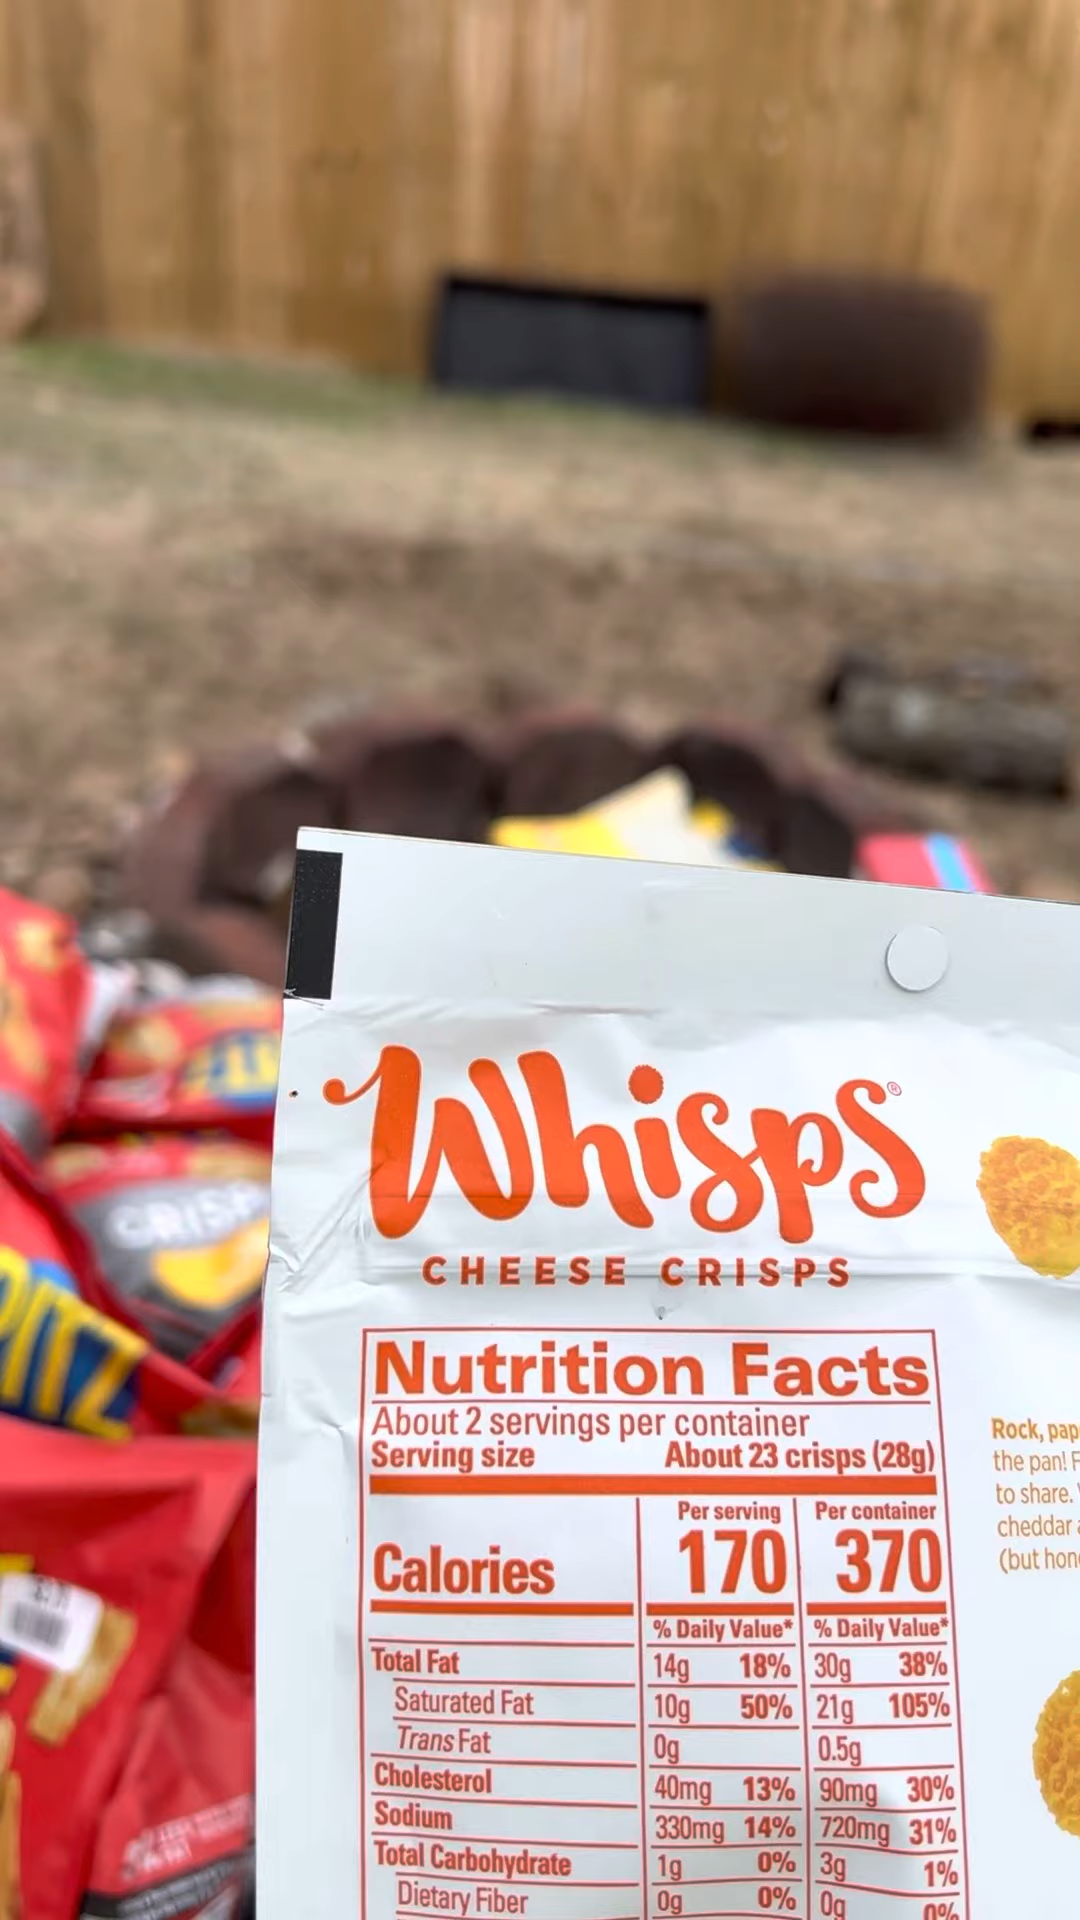 Whisps®
CHEESE CRISPS
Nutrition Facts
About 2 servings per container
Serving size About 23 crisps (28g)
Per serving Per container
Calories 170 370
% Daily Value* % Daily Value*
Total Fat 14g 18% 30g 38%
Saturated Fat 10g 50% 21g 105%
Trans Fat 0g 0.5g
Cholesterol 40mg 13% 90mg 30%
Sodium 330mg 14% 720mg 31%
Total Carbohydrate 1g 0% 3g 1%
Dietary Fiber 0g 0% 0g 0%
Rock, pap
the pan! F
to share.
cheddar a
(but hon
CRISP
ITZ